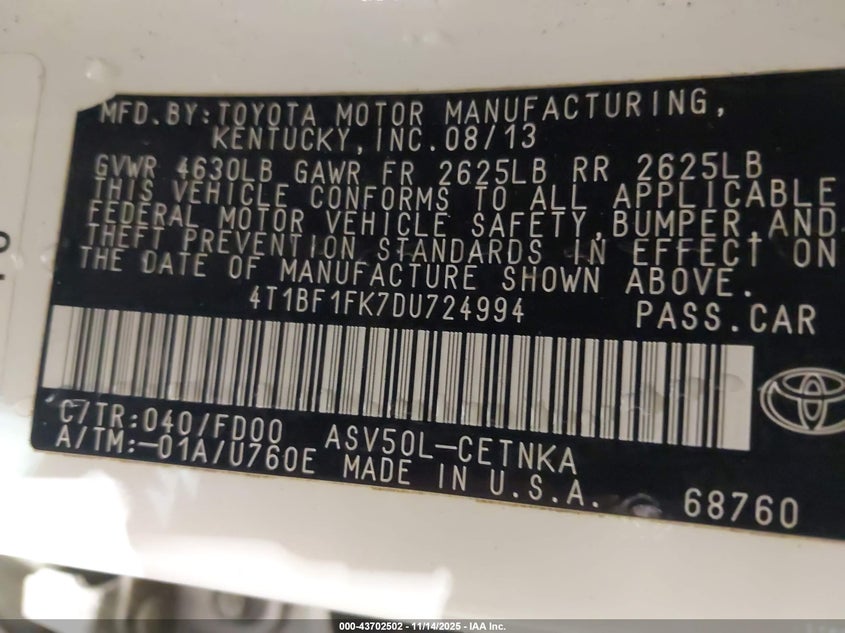 MFD.BY:TOYOTA MOTOR MANUFACTURING,
KENTUCKY,INC.08/13
GVWR 4630LB GAWR FR 2625LB RR 2625LB
THIS VEHICLE CONFORMS TO ALL APPLICABLE
FEDERAL MOTOR VEHICLE SAFETY,BUMPER,AND
THEFT PREVENTION STANDARDS IN EFFECT ON
THE DATE OF MANUFACTURE SHOWN ABOVE.
4T1BF1FK7DU724994 PASS.CAR
C/TR:040/FD00 ASV50L-CETNKA
A/TM:-01A/U760E MADE IN U.S.A. 68760
000-43702502 - 11/14/2025 - IAA Inc.